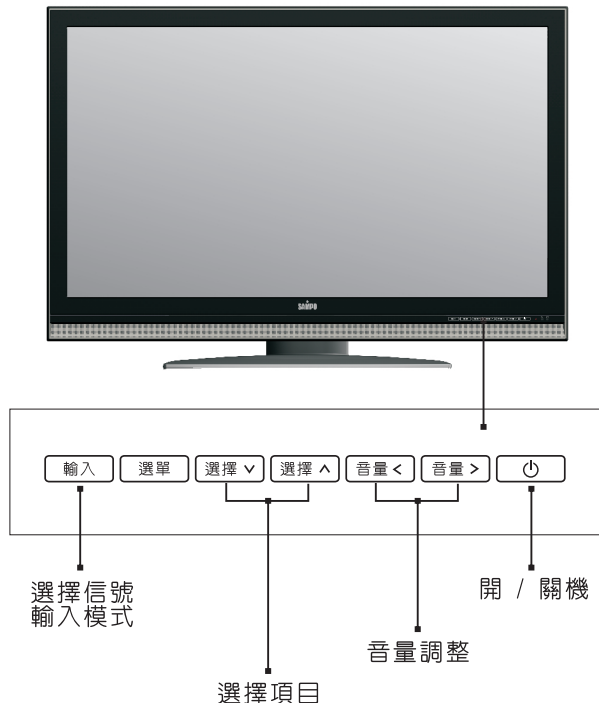 SAMPO
輸入
選單
選擇 ∨
選擇 ∧
音量 <
音量 >
選擇信號
輸入模式
開 / 關機
音量調整
選擇項目